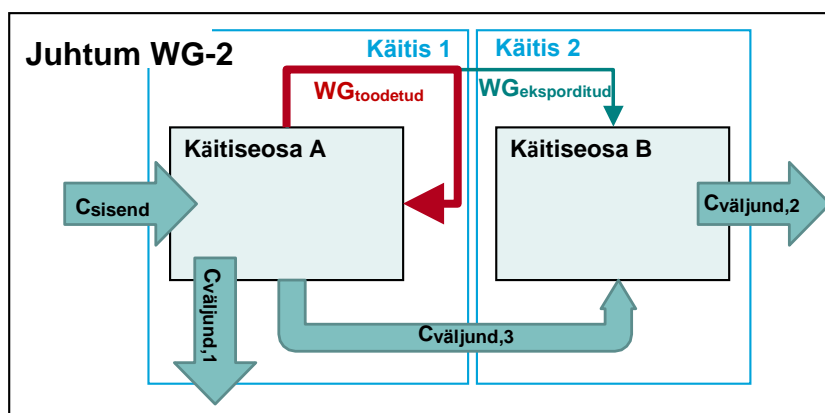 Juhtum WG-2
Käitis 1
Käitis 2
WGtoodetud
WGeksporditud
Käitiseosa A
Käitiseosa B
Csisend
Cväljund,2
Cväljund,1
Cväljund,3